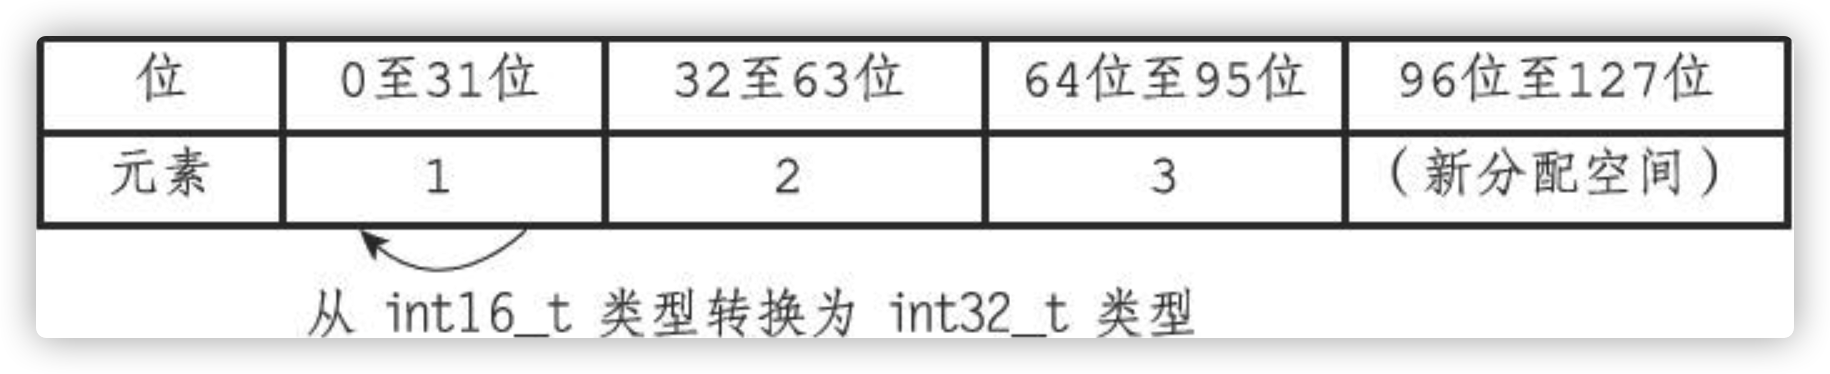 位 0至31位 32至63位 64位至95位 96位至127位
元素 1 2 3 （新分配空间）
从 int16_t 类型转换为 int32_t 类型